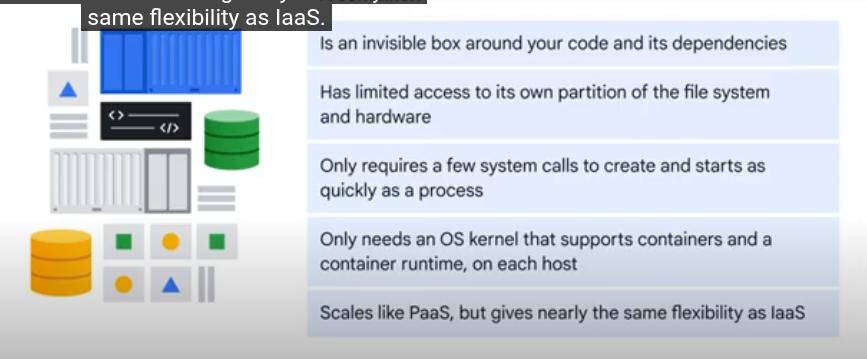 same flexibility as IaaS.
Is an invisible box around your code and its dependencies
Has limited access to its own partition of the file system
and hardware
Only requires a few system calls to create and starts as
quickly as a process
Only needs an OS kernel that supports containers and a
container runtime, on each host
Scales like PaaS, but gives nearly the same flexibility as IaaS
<>
</>